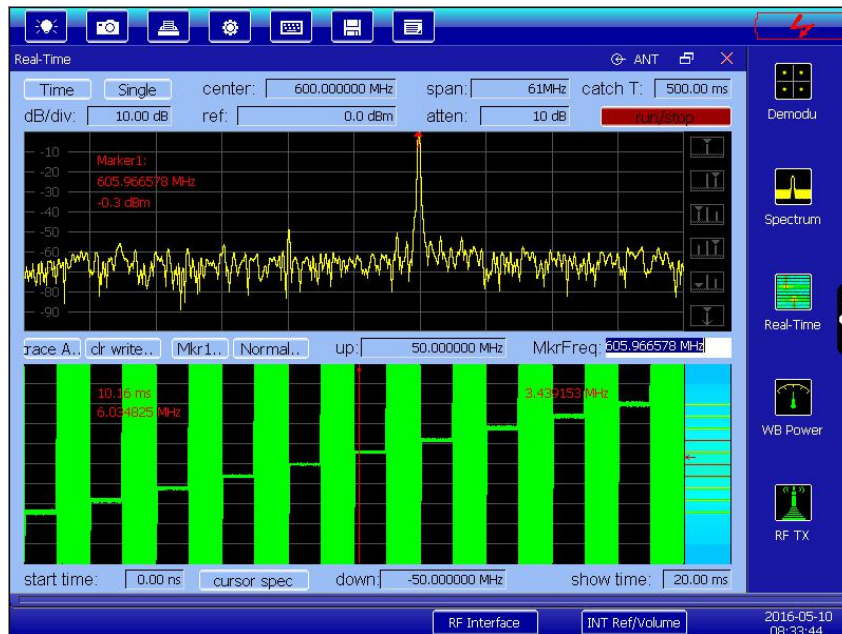 Real-Time
ANT
Time Single center: 600.000000 MHz span: 61MHz catch T: 500.00 ms
dB/div: 10.00 dB ref: 0.0 dBm atten: 10 dB run/stop
-10
-20
-30
-40
-50
-60
-70
-80
-90
Marker1:
605.966578 MHz
-0.3 dBm
trace A.. clr write.. Mkr1.. Normal.. up: 50.000000 MHz MkrFreq: 605.966578 MHz
10.16 ms
6.034825 MHz
3.439153 MHz
start time: 0.00 ns cursor spec down: -50.000000 MHz show time: 20.00 ms
Demodu
Spectrum
Real-Time
WB Power
RF TX
RF Interface INT Ref/Volume
2016-05-10
08:33:44